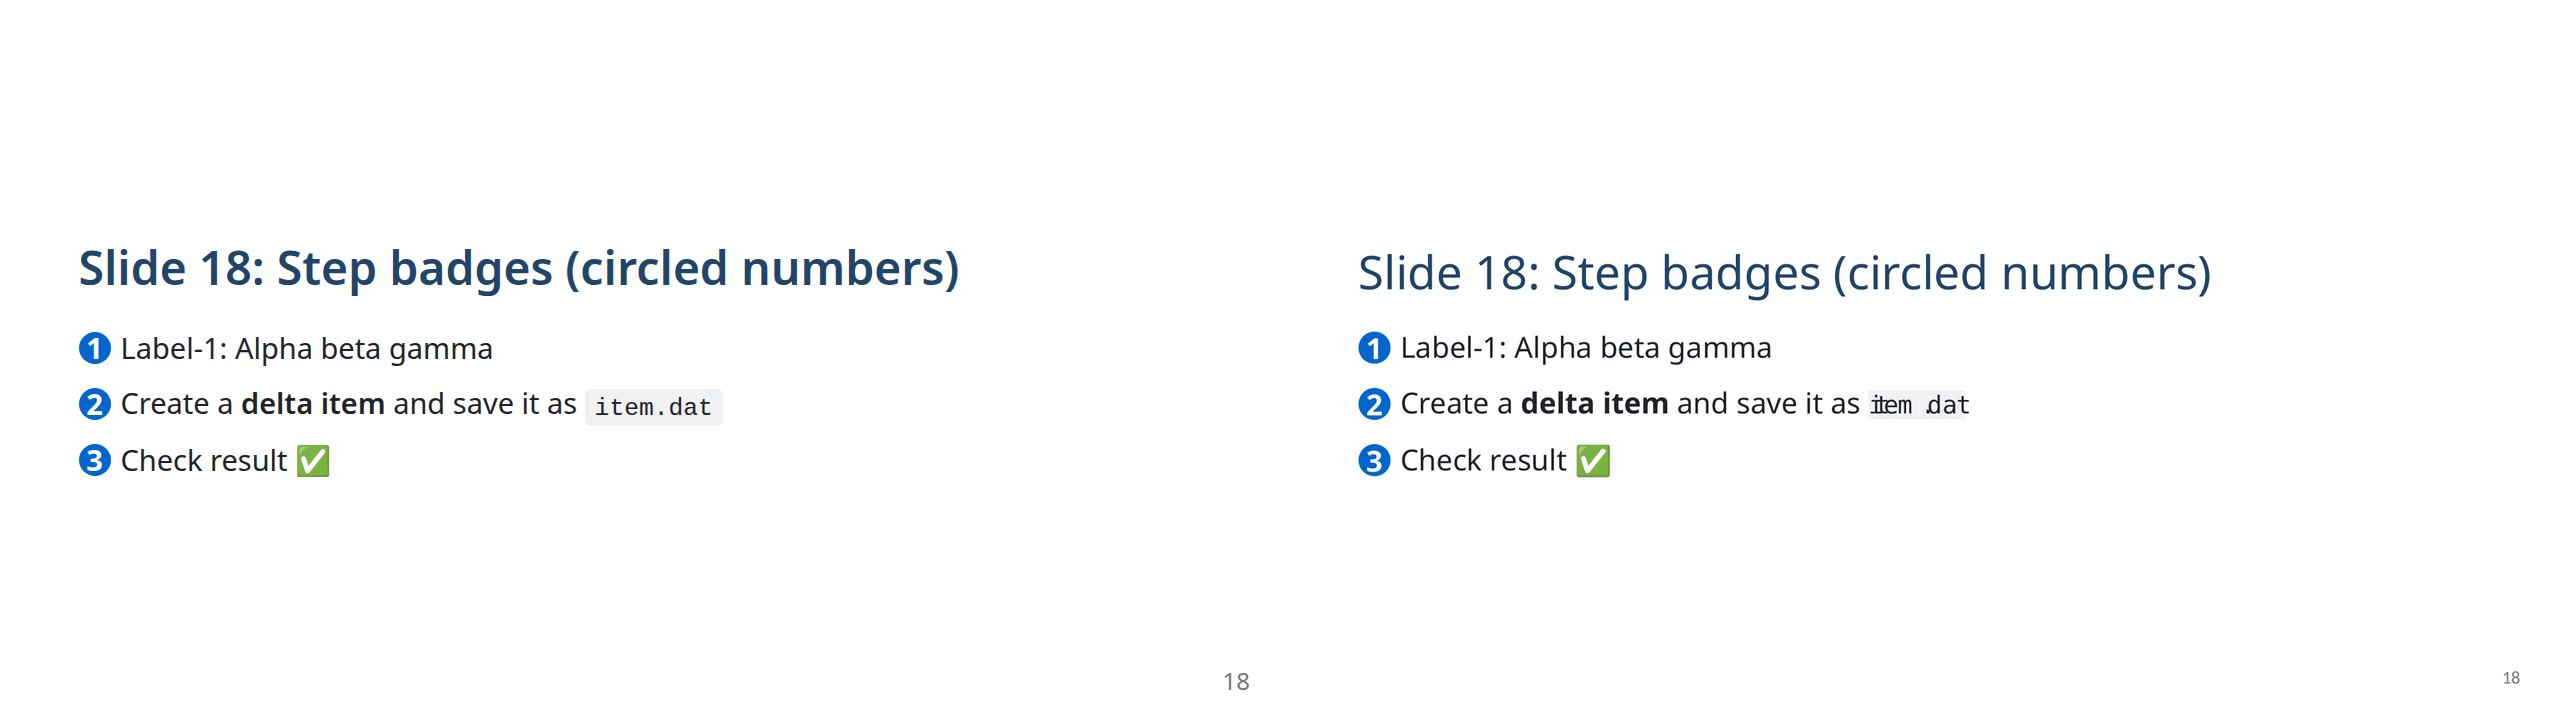 Slide 18: Step badges (circled numbers)
1 Label-1: Alpha beta gamma
2 Create a delta item and save it as item.dat
3 Check result ✅
18
Slide 18: Step badges (circled numbers)
1 Label-1: Alpha beta gamma
2 Create a delta item and save it as item.dat
3 Check result ✅
18